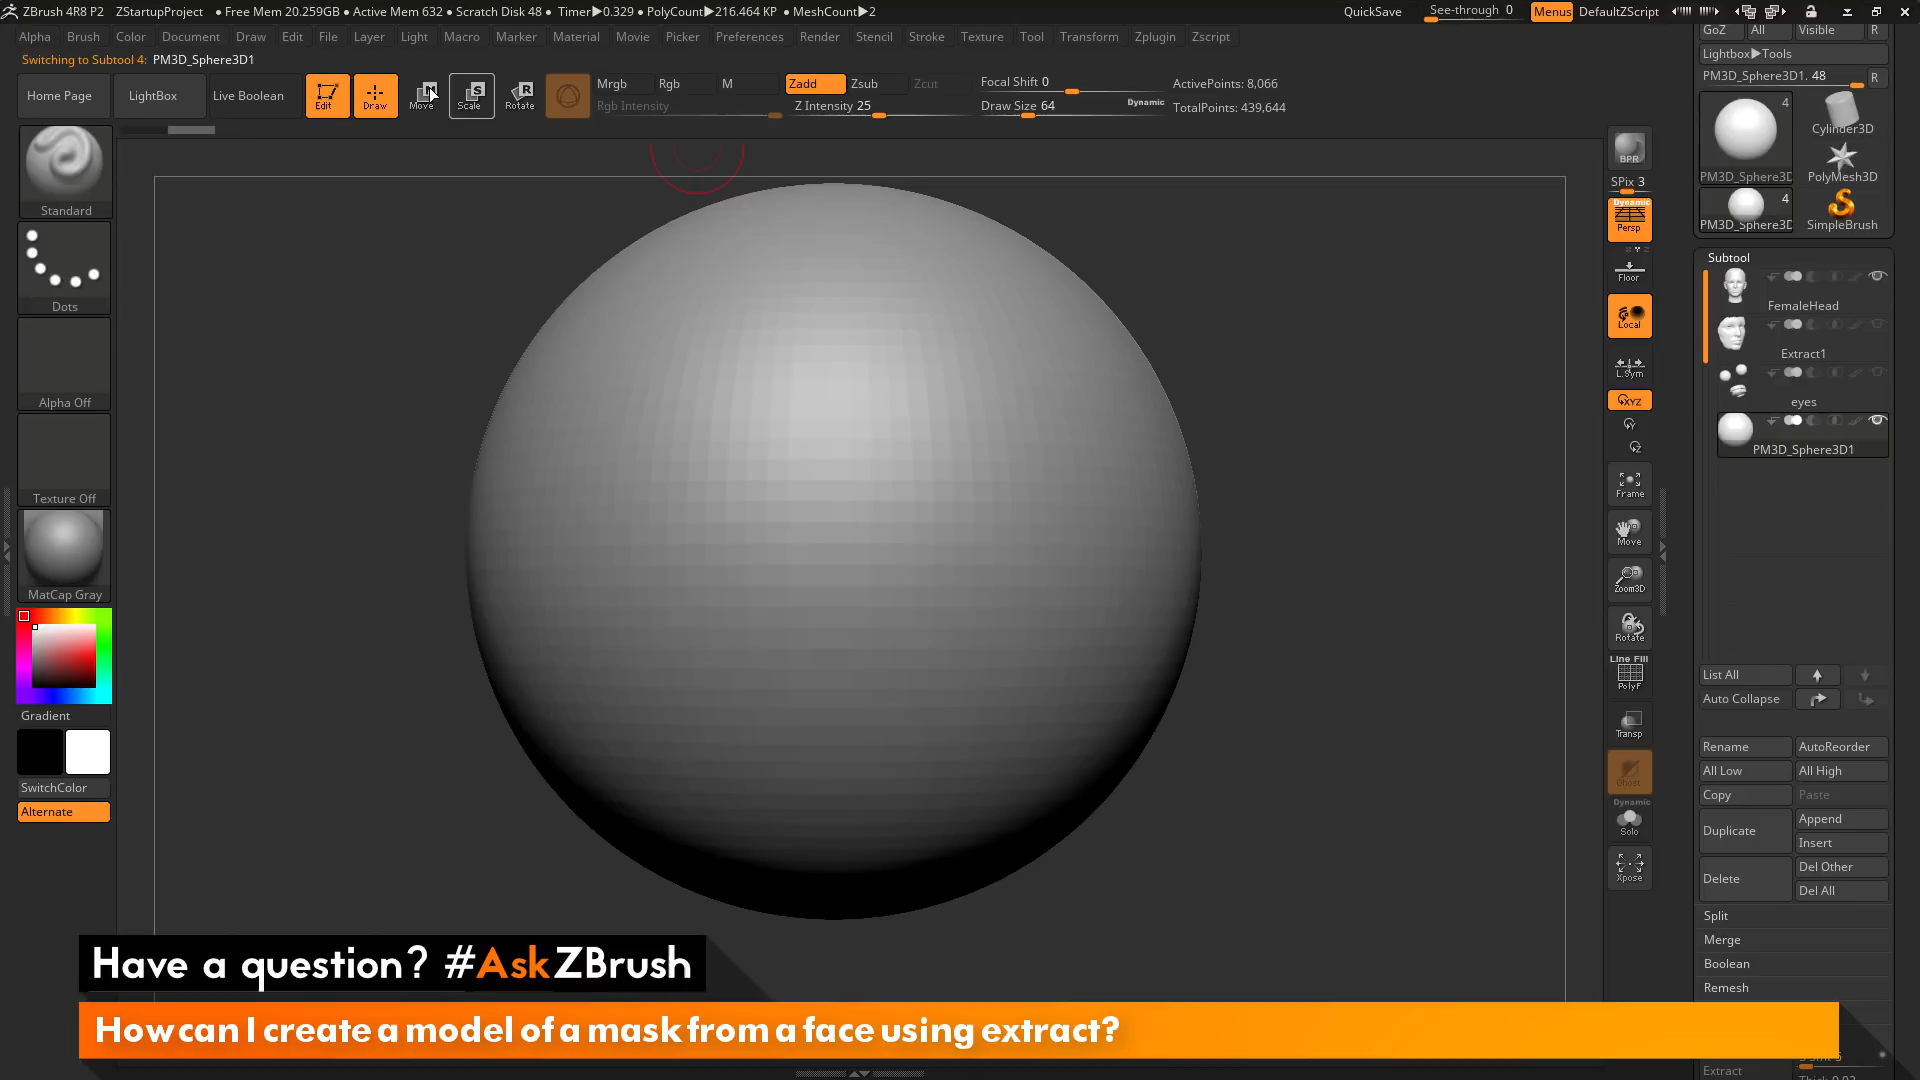 ZBrush 4R8 P2 ZStartupProject ● Free Mem 20.259GB ● Active Mem 632 ● Scratch Disk 48 ● Timer▶0.329 ● PolyCount▶216.464 KP ● MeshCount▶2 QuickSave See-through 0 Menus DefaultZScript
Alpha Brush Color Document Draw Edit File Layer Light Macro Marker Material Movie Picker Preferences Render Stencil Stroke Texture Tool Transform Zplugin Zscript
Switching to Subtool 4: PM3D_Sphere3D1
Home Page LightBox Live Boolean Edit Draw Move Scale Rotate
Mrgb Rgb M Zadd Zsub Zcut Focal Shift 0 ActivePoints: 8,066
Rgb Intensity Z Intensity 25 Draw Size 64 Dynamic TotalPoints: 439,644
Standard
Dots
Alpha Off
Texture Off
MatCap Gray
Gradient
SwitchColor
Alternate
BPR
SPix 3
Dynamic
Persp
Floor
Local
L.Sym
XYZ
Y
Z
Frame
Move
Zoom3D
Rotate
Line Fill
PolyF
Transp
Ghost
Dynamic
Solo
Xpose
GoZ All Visible R
Lightbox▶Tools
PM3D_Sphere3D1. 48 R
4
Cylinder3D
PM3D_Sphere3D PolyMesh3D
4
PM3D_Sphere3D SimpleBrush
Subtool
FemaleHead
Extract1
eyes
PM3D_Sphere3D1
List All
Auto Collapse
Rename AutoReorder
All Low All High
Copy Paste
Duplicate Append
Insert
Delete Del Other
Del All
Split
Merge
Boolean
Remesh
Extract
Have a question? #AskZBrush
How can I create a model of a mask from a face using extract?